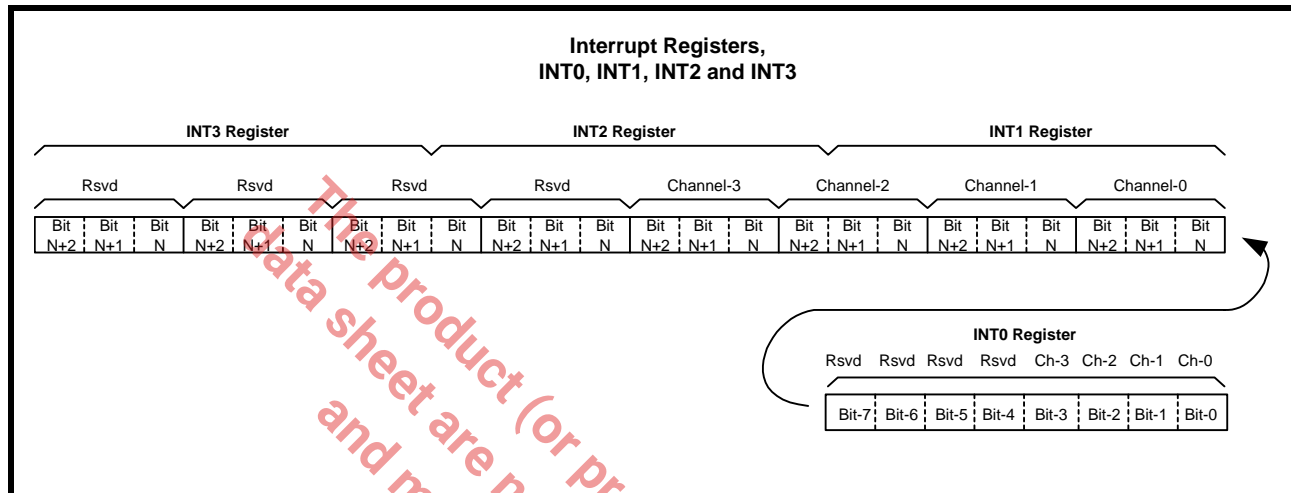 Interrupt Registers,
INT0, INT1, INT2 and INT3
INT3 Register INT2 Register INT1 Register
Rsvd Rsvd Rsvd Rsvd Channel-3 Channel-2 Channel-1 Channel-0
Bit Bit Bit Bit Bit Bit Bit Bit Bit Bit Bit Bit Bit Bit Bit Bit Bit Bit Bit Bit Bit Bit Bit Bit
N+2 N+1 N N+2 N+1 N N+2 N+1 N N+2 N+1 N N+2 N+1 N N+2 N+1 N N+2 N+1 N N+2 N+1 N
INT0 Register
Rsvd Rsvd Rsvd Rsvd Ch-3 Ch-2 Ch-1 Ch-0
Bit-7 Bit-6 Bit-5 Bit-4 Bit-3 Bit-2 Bit-1 Bit-0
The product (or
data sheet are
and